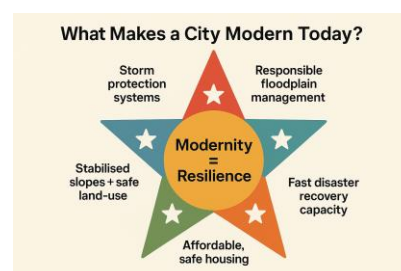 What Makes a City Modern Today?
Storm
protection
systems
Responsible
floodplain
management
Modernity
=
Resilience
Stabilised
slopes + safe
land-use
Fast disaster
recovery
capacity
Affordable,
safe housing